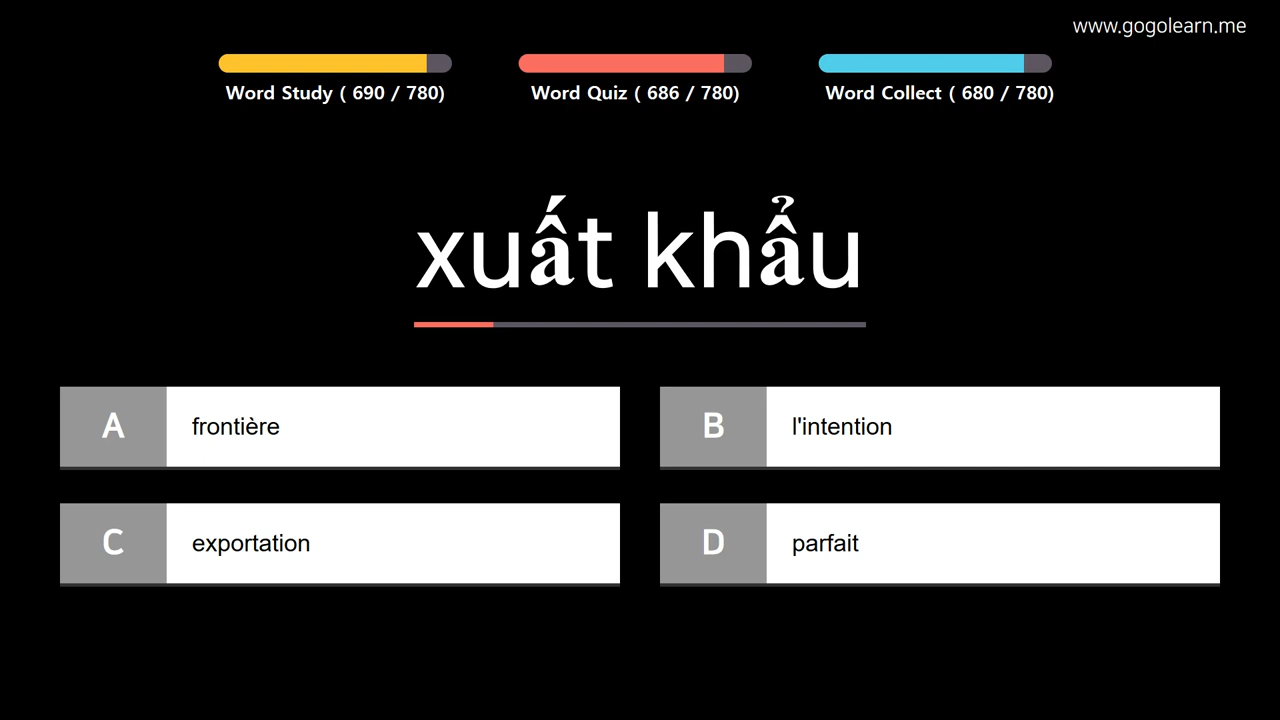 www.gogolearn.me
Word Study ( 690 / 780)
Word Quiz ( 686 / 780)
Word Collect ( 680 / 780)
xuất khẩu
A frontière
B l'intention
C exportation
D parfait